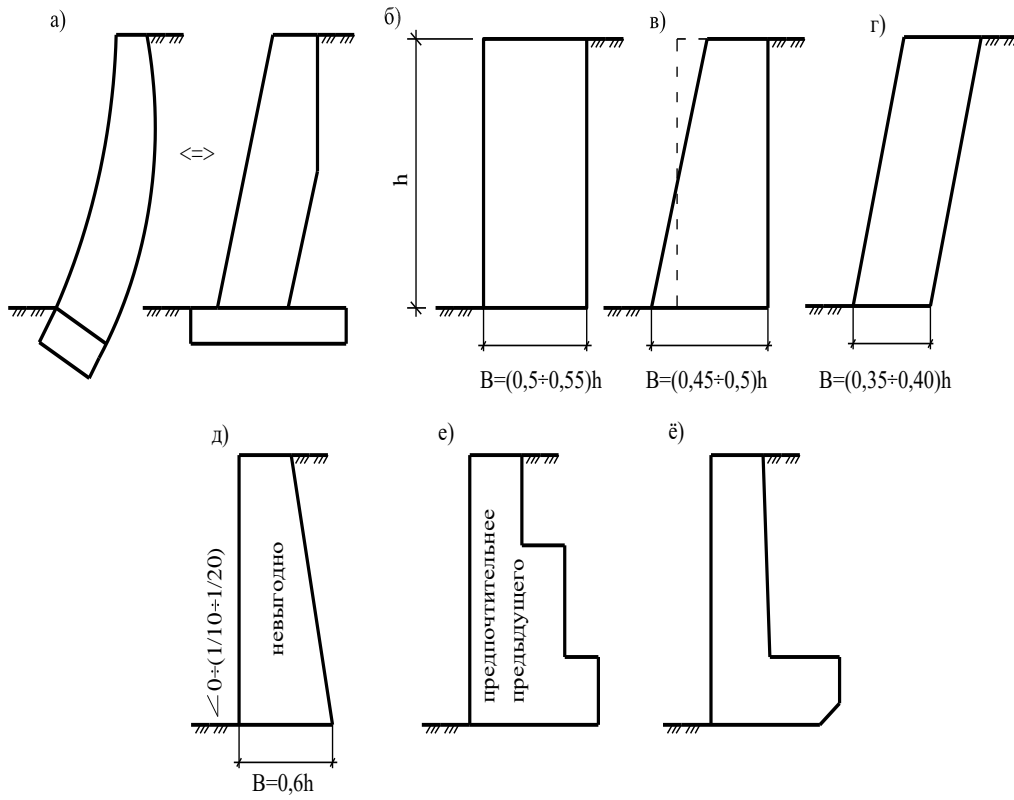 а)
б)
в)
г)
<=>
h
B=(0,5÷0,55)h
B=(0,45÷0,5)h
B=(0,35÷0,40)h
д)
е)
ё)
∠0÷(1/10÷1/20)
невыгодно
предпочтительнее
предыдущего
B=0,6h